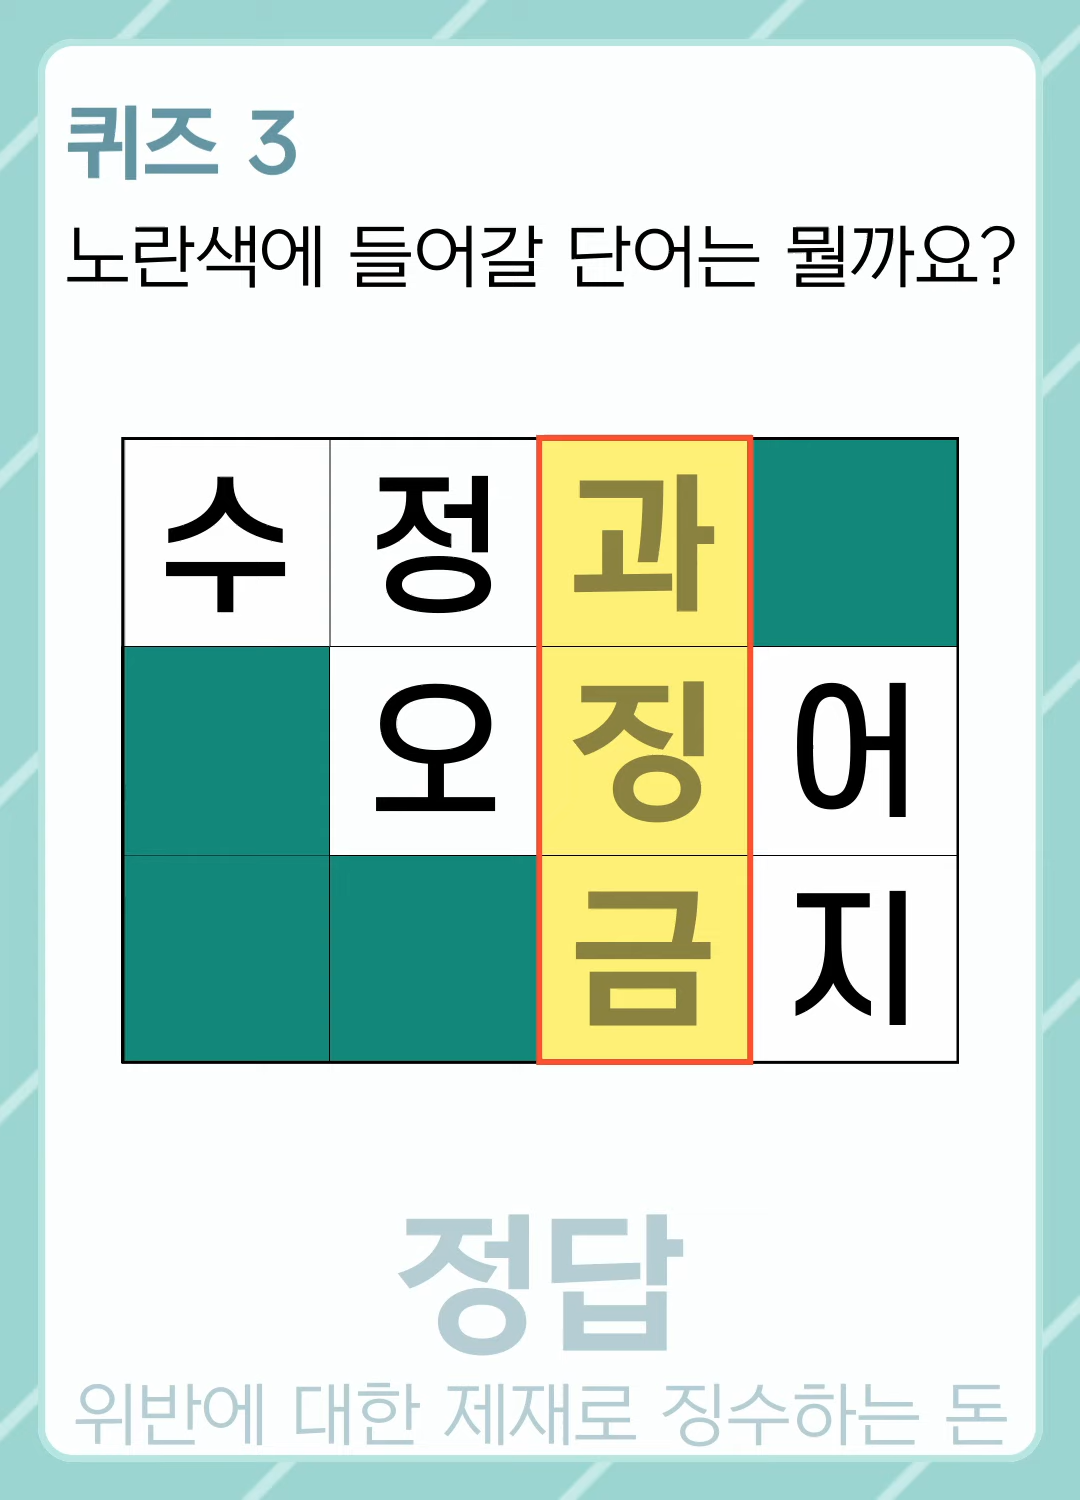 퀴즈 3
노란색에 들어갈 단어는 뭘까요?
수 정 과
오 징 어
금 지
정답
위반에 대한 제재로 징수하는 돈